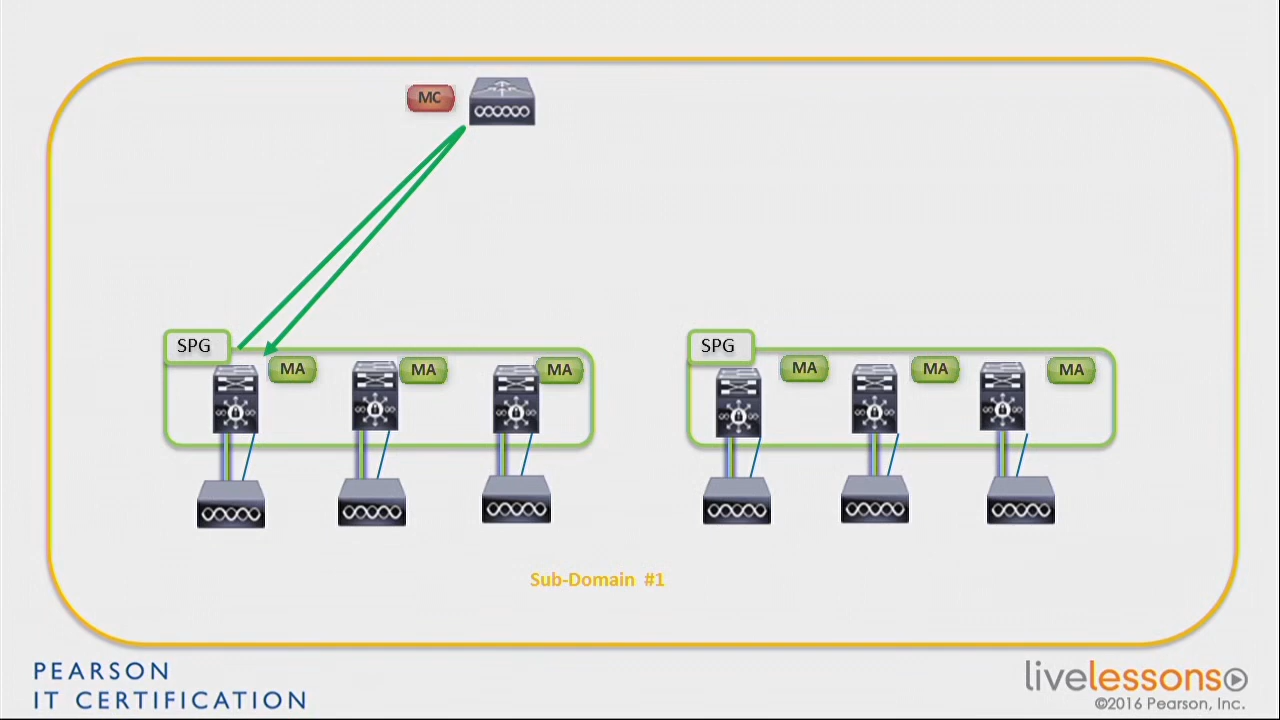 MC
SPG
MA
MA
MA
SPG
MA
MA
MA
Sub-Domain #1
PEARSON
IT CERTIFICATION
livelessons
©2016 Pearson, Inc.